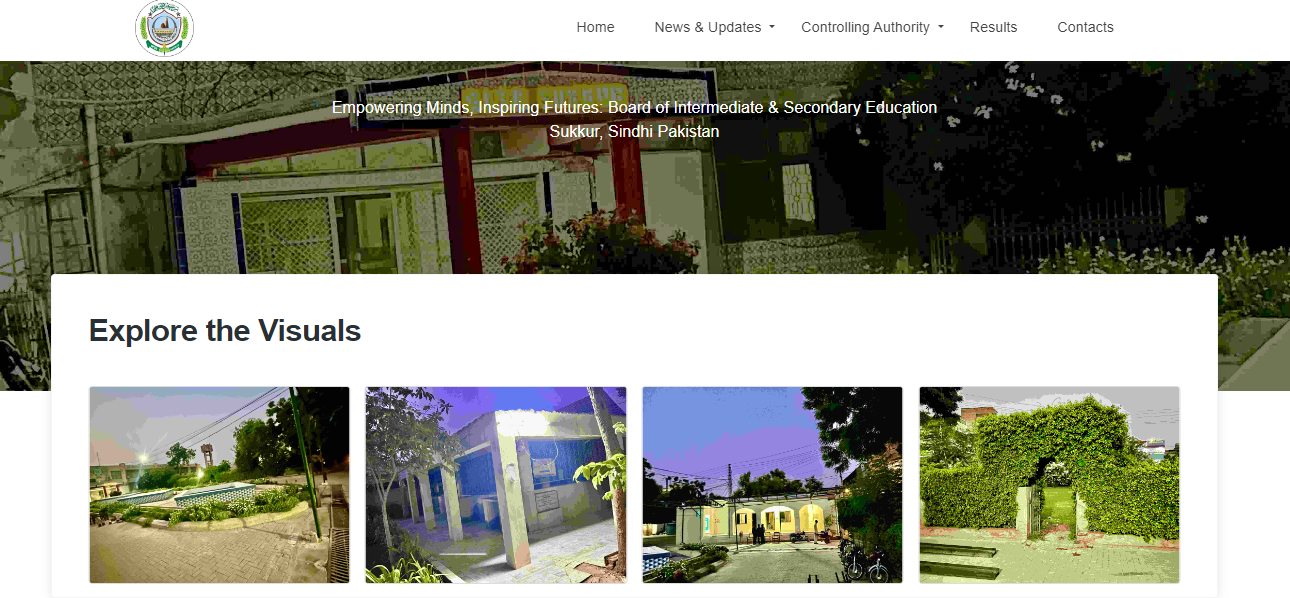 Home News & Updates Controlling Authority Results Contacts
Empowering Minds, Inspiring Futures: Board of Intermediate & Secondary Education
Sukkur, Sindhi Pakistan
Explore the Visuals